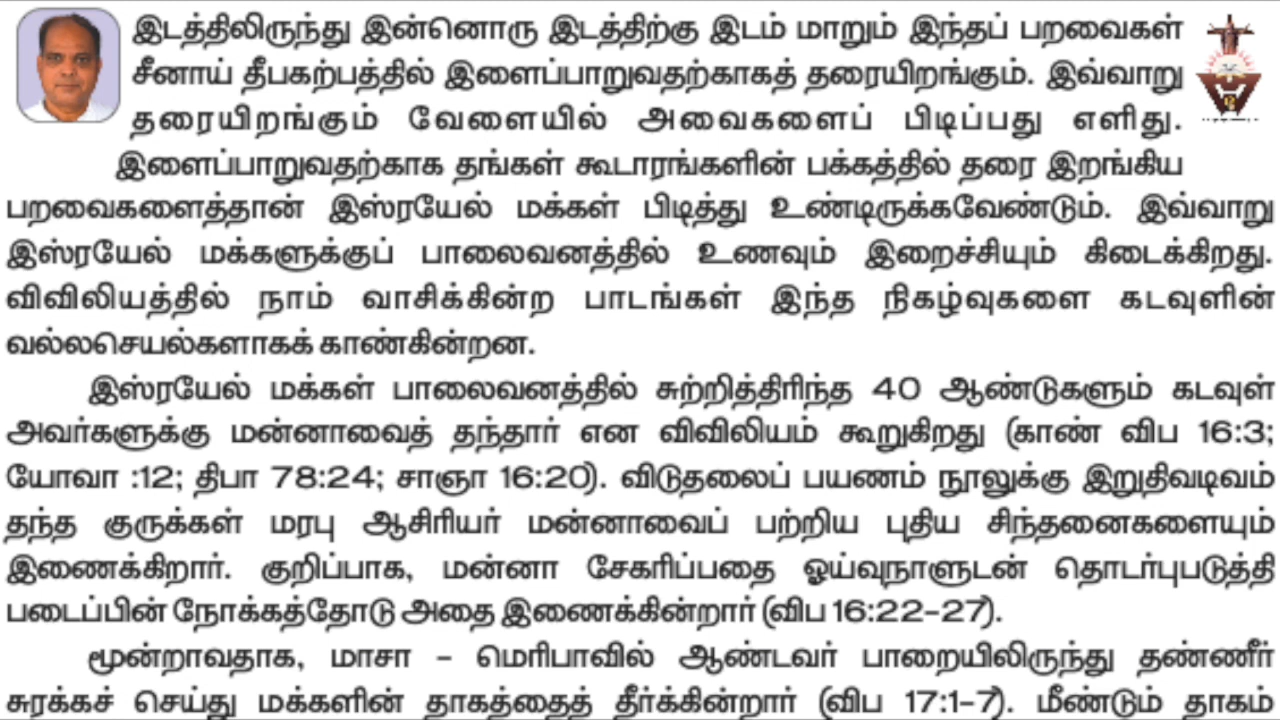 இடத்திலிருந்து இன்னொரு இடத்திற்கு இடம் மாறும் இந்தப் பறவைகள்
சீனாய் தீபகற்பத்தில் இளைப்பாறுவதற்காகத் தரையிறங்கும். இவ்வாறு
தரையிறங்கும் வேளையில் அவைகளைப் பிடிப்பது எளிது.
இளைப்பாறுவதற்காக தங்கள் கூடாரங்களின் பக்கத்தில் தரை இறங்கிய
பறவைகளைத்தான் இஸ்ரயேல் மக்கள் பிடித்து உண்டிருக்கவேண்டும். இவ்வாறு
இஸ்ரயேல் மக்களுக்குப் பாலைவனத்தில் உணவும் இறைச்சியும் கிடைக்கிறது.
விவிலியத்தில் நாம் வாசிக்கின்ற பாடங்கள் இந்த நிகழ்வுகளை கடவுளின்
வல்லசெயல்களாகக் காண்கின்றன.
இஸ்ரயேல் மக்கள் பாலைவனத்தில் சுற்றித்திரிந்த 40 ஆண்டுகளும் கடவுள்
அவர்களுக்கு மன்னாவைத் தந்தார் என விவிலியம் கூறுகிறது (காண் விப 16:3;
யோவா :12; திபா 78:24; சாஞா 16:20). விடுதலைப் பயணம் நூலுக்கு இறுதிவடிவம்
தந்த குருக்கள் மரபு ஆசிரியர் மன்னாவைப் பற்றிய புதிய சிந்தனைகளையும்
இணைக்கிறார். குறிப்பாக, மன்னா சேகரிப்பதை ஓய்வுநாளுடன் தொடர்புபடுத்தி
படைப்பின் நோக்கத்தோடு அதை இணைக்கின்றார் (விப 16:22-27).
மூன்றாவதாக, மாசா - மெரிபாவில் ஆண்டவர் பாறையிலிருந்து தண்ணீர்
சுரக்கச் செய்து மக்களின் தாகத்தைத் தீர்க்கின்றார் (விப 17:1-7). மீண்டும் தாகம்